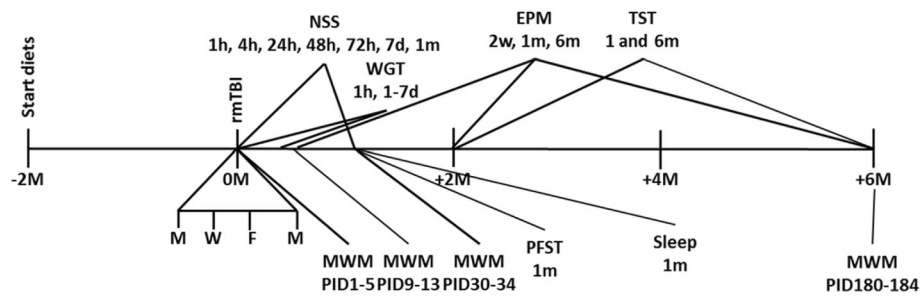 NSS
1h, 4h, 24h, 48h, 72h, 7d, 1m
WGT
1h, 1-7d
EPM
2w, 1m, 6m
TST
1 and 6m
Start diets
rmTBI
-2M
0M
+2M
+4M
+6M
M
W
F
M
MWM
PID1-5
MWM
PID9-13
MWM
PID30-34
PFST
1m
Sleep
1m
MWM
PID180-184